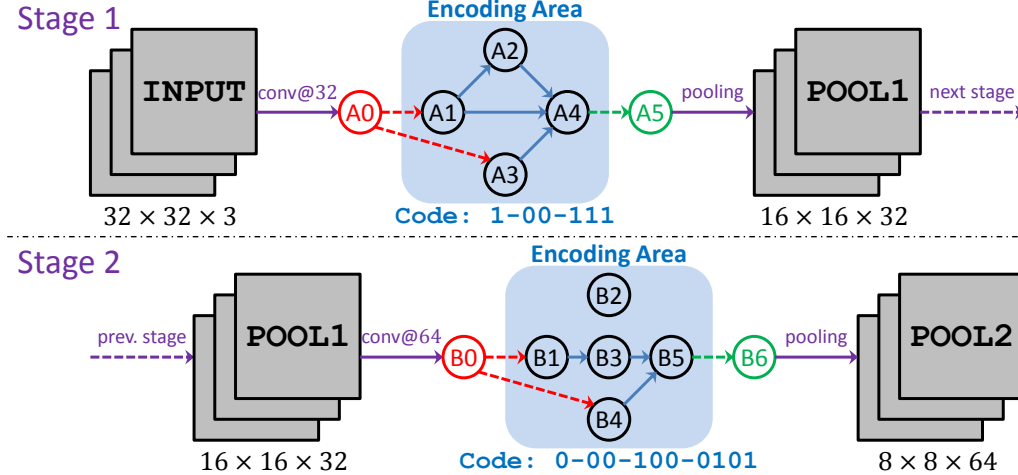 Stage 1
Encoding Area
INPUT
conv@32
A0
A1
A2
A3
A4
A5
pooling
POOL1
next stage
32 × 32 × 3
Code: 1-00-111
16 × 16 × 32
Stage 2
Encoding Area
prev. stage
POOL1
conv@64
B0
B1
B2
B3
B4
B5
B6
pooling
POOL2
16 × 16 × 32
Code: 0-00-100-0101
8 × 8 × 64